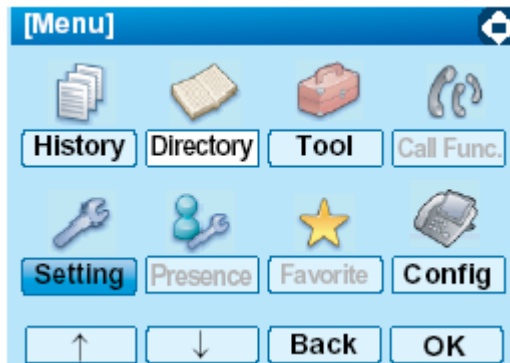 [Menu]
History Directory Tool Call Func.
Setting Presence Favorite Config
↑ ↓ Back OK